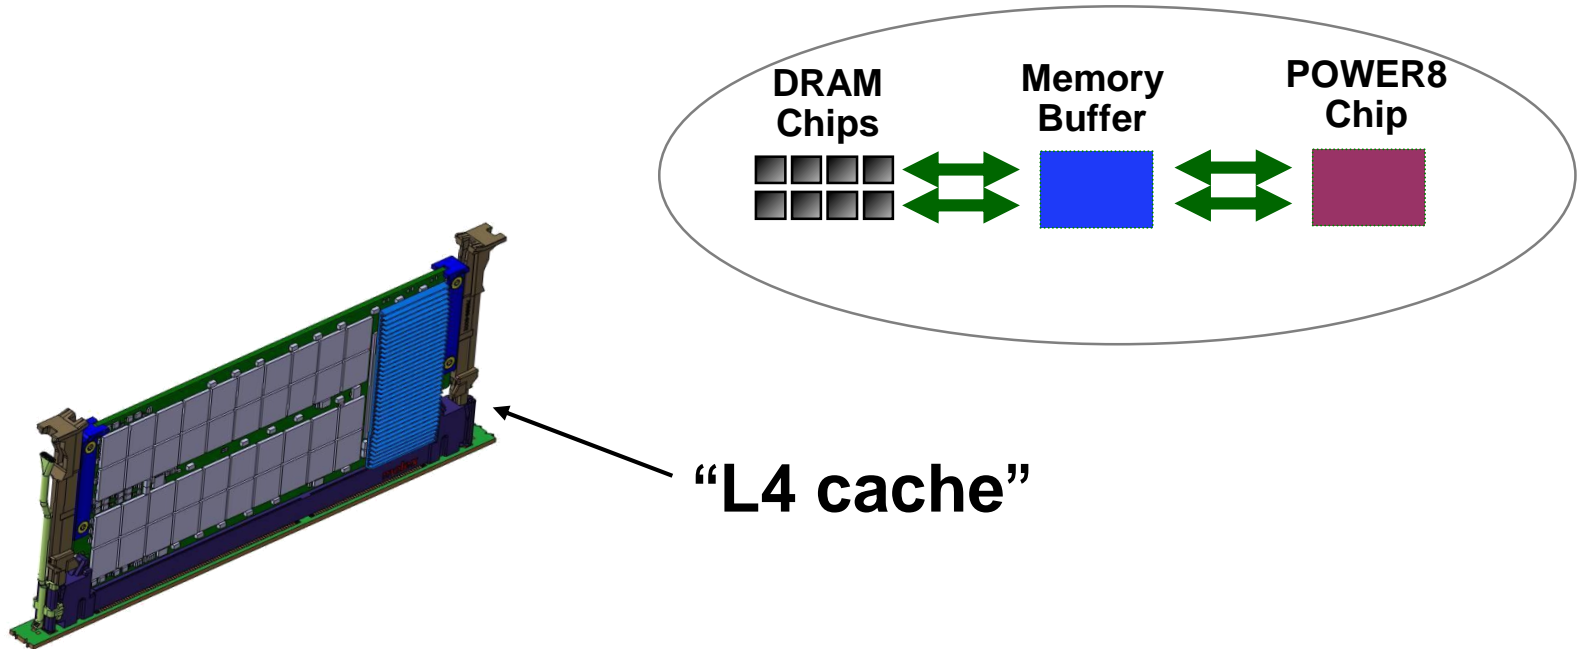 DRAM
Chips
Memory
Buffer
POWER8
Chip
“L4 cache”